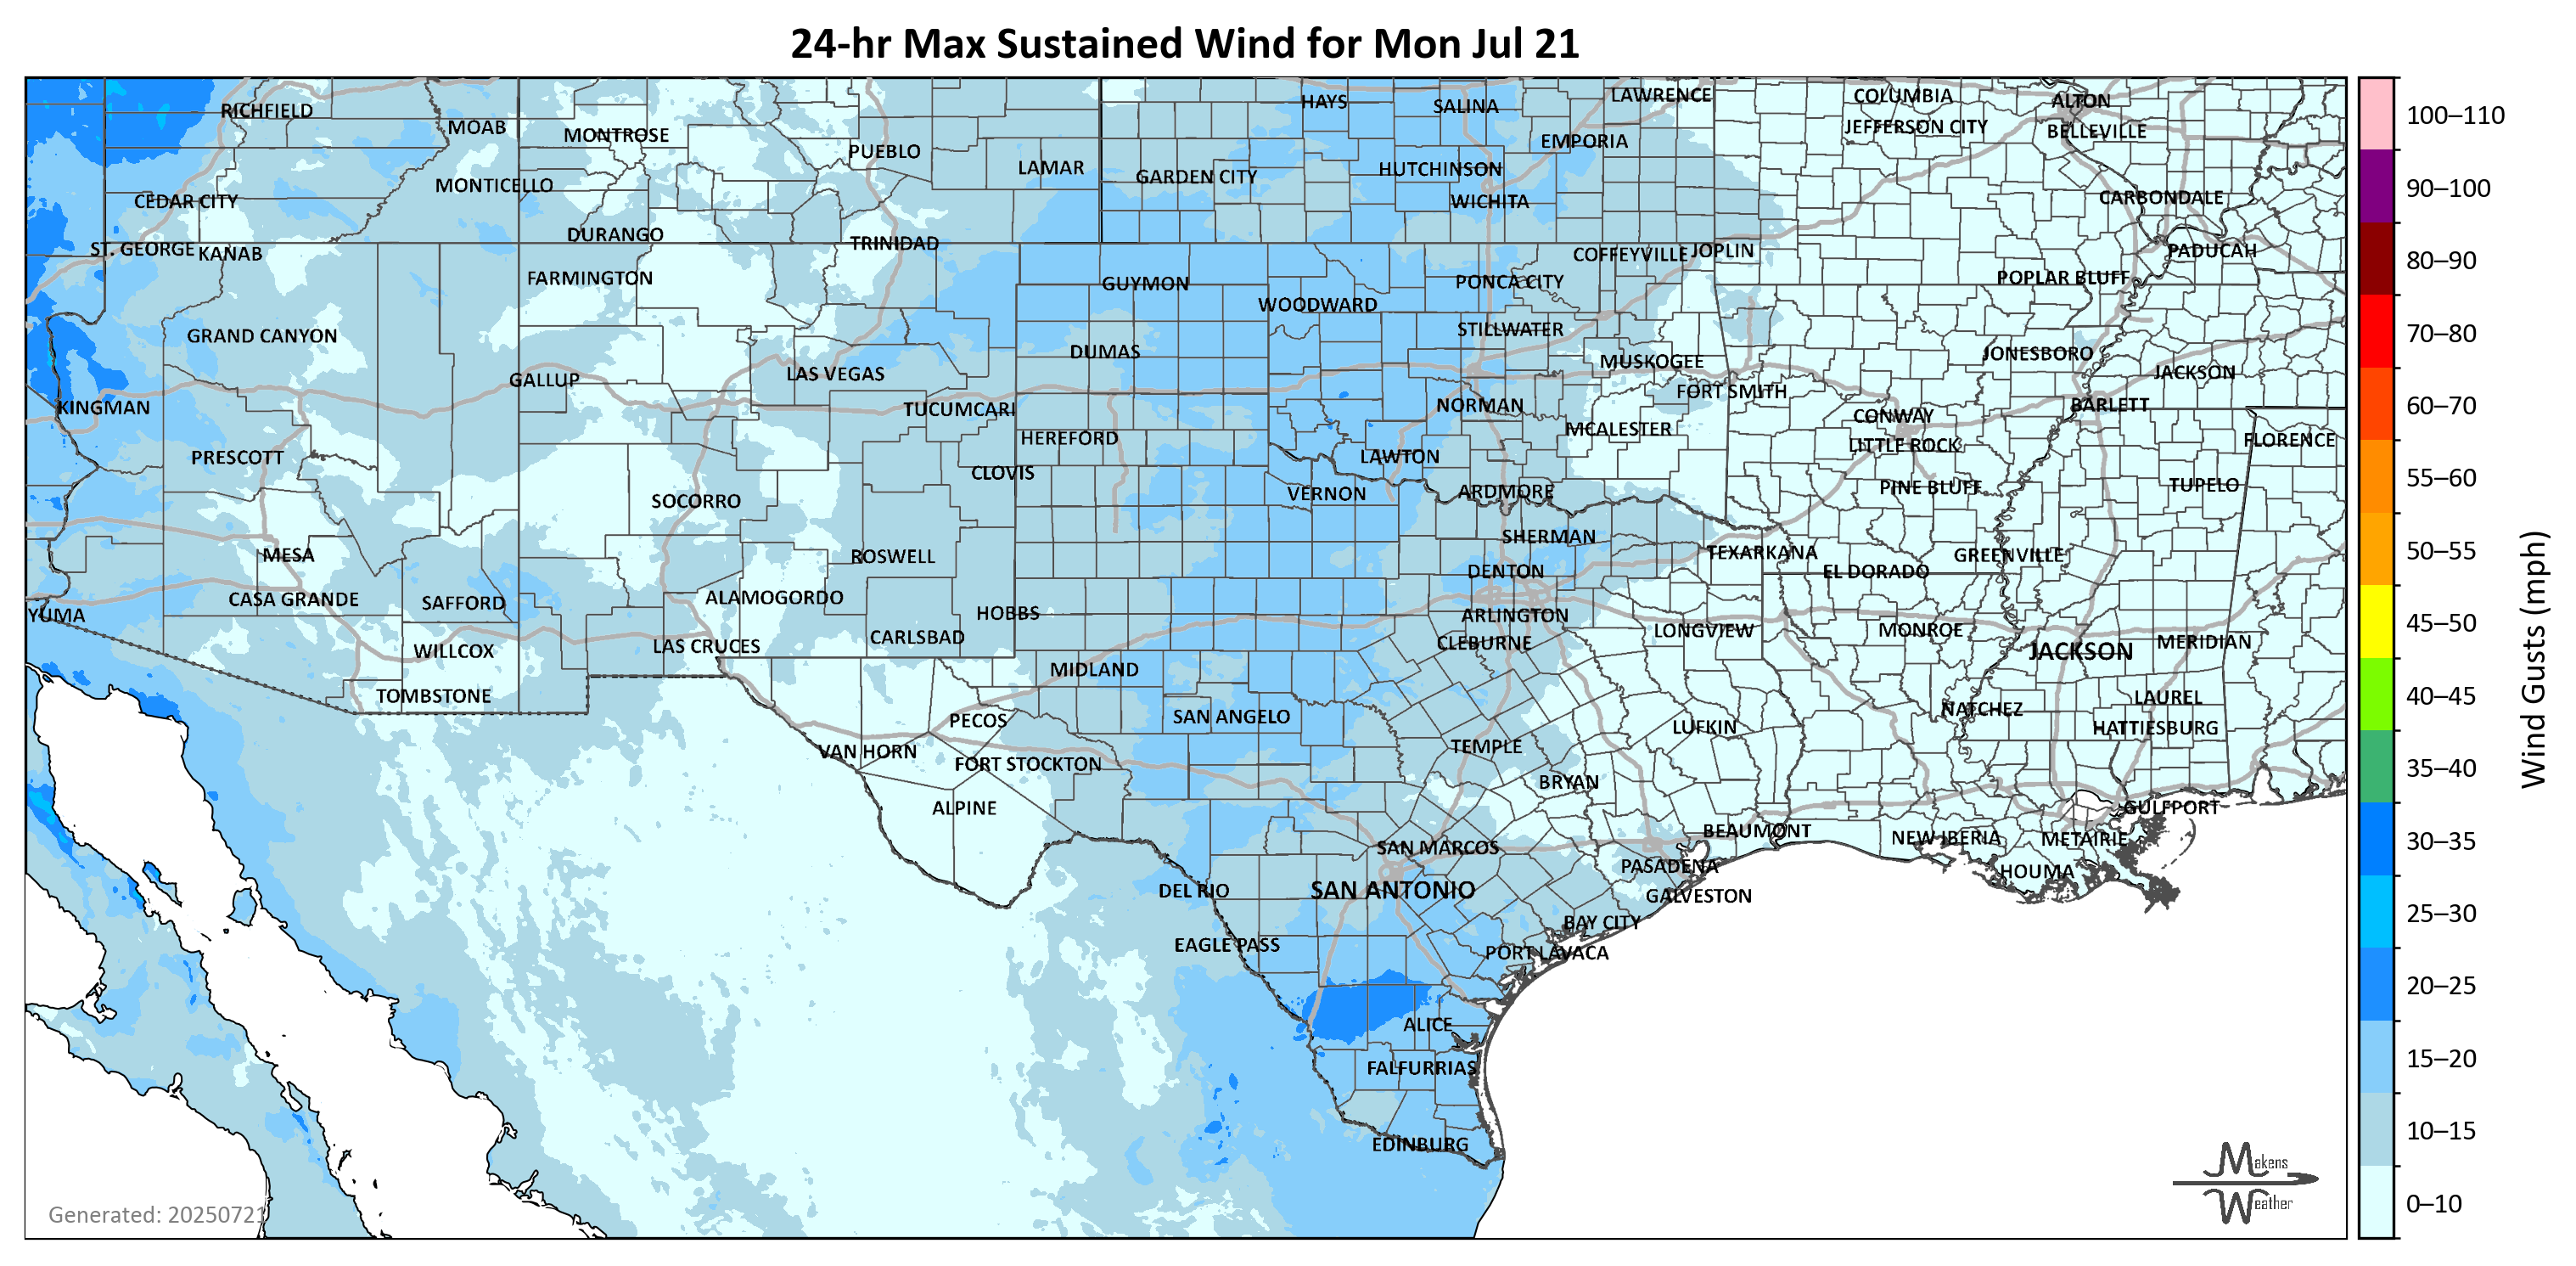 24-hr Max Sustained Wind for Mon Jul 21
RICHFIELD
MOAB
MONTROSE
PUEBLO
LAMAR
GARDEN CITY
HAYS
SALINA
HUTCHINSON
WICHITA
EMPORIA
LAWRENCE
COLUMBIA
JEFFERSON CITY
ALTON
BELLEVILLE
CARBONDALE
CEDAR CITY
MONTICELLO
DURANGO
TRINIDAD
ST. GEORGE
KANAB
FARMINGTON
GUYMON
WOODWARD
PONCA CITY
COFFEYVILLE
JOPLIN
POPLAR BLUFF
PADUCAH
GRAND CANYON
DUMAS
STILLWATER
MUSKOGEE
JONESBORO
JACKSON
GALLUP
LAS VEGAS
FORT SMITH
KINGMAN
TUCUMCARI
NORMAN
CONWAY
BARLETT
HEREFORD
MCALESTER
LITTLE ROCK
FLORENCE
PRESCOTT
CLOVIS
LAWTON
SOCORRO
VERNON
ARDMORE
PINE BLUFF
TUPELO
MESA
ROSWELL
SHERMAN
TEXARKANA
GREENVILLE
DENTON
EL DORADO
CASA GRANDE
SAFFORD
ALAMOGORDO
HOBBS
ARLINGTON
YUMA
CARLSBAD
CLEBURNE
LONGVIEW
MONROE
JACKSON
MERIDIAN
WILLCOX
LAS CRUCES
MIDLAND
TOMBSTONE
PECOS
SAN ANGELO
NATCHEZ
LAUREL
HATTIESBURG
VAN HORN
FORT STOCKTON
TEMPLE
LUFKIN
BRYAN
ALPINE
GULFPORT
SAN MARCOS
BEAUMONT
NEW IBERIA
METAIRIE
PASADENA
HOUMA
DEL RIO
SAN ANTONIO
GALVESTON
BAY CITY
EAGLE PASS
PORT LAVACA
ALICE
FALFURRIAS
EDINBURG
Generated: 20250721
Makens
Weather
100–110
90–100
80–90
70–80
60–70
55–60
50–55
45–50
40–45
35–40
30–35
25–30
20–25
15–20
10–15
0–10
Wind Gusts (mph)